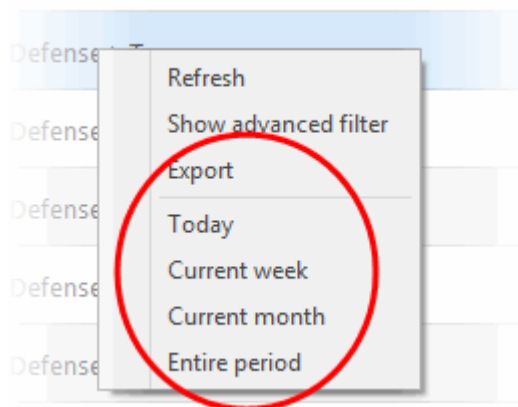 Defense+ T
Refresh
Show advanced filter
Defense
Export
Defense
Today
Current week
Defense
Current month
Defense
Entire period